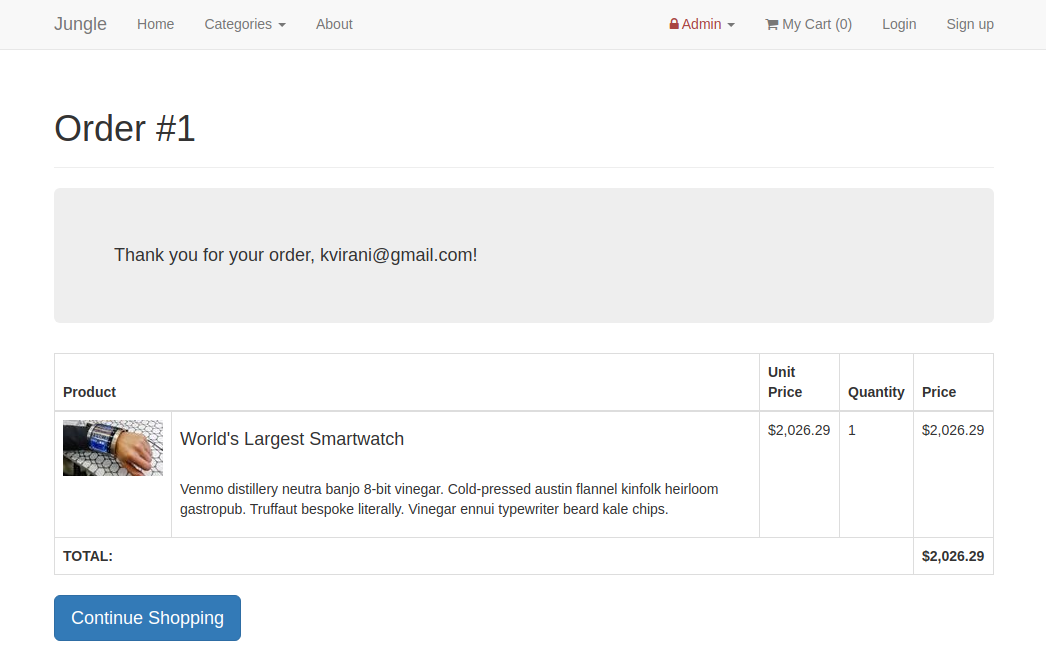 Jungle Home Categories About Admin My Cart (0) Login Sign up
Order #1
Thank you for your order, kvirani@gmail.com!
Product Unit Price Quantity Price
World's Largest Smartwatch $2,026.29 1 $2,026.29
Venmo distillery neutra banjo 8-bit vinegar. Cold-pressed austin flannel kinfolk heirloom
gastropub. Truffaut bespoke literally. Vinegar ennui typewriter beard kale chips.
TOTAL: $2,026.29
Continue Shopping